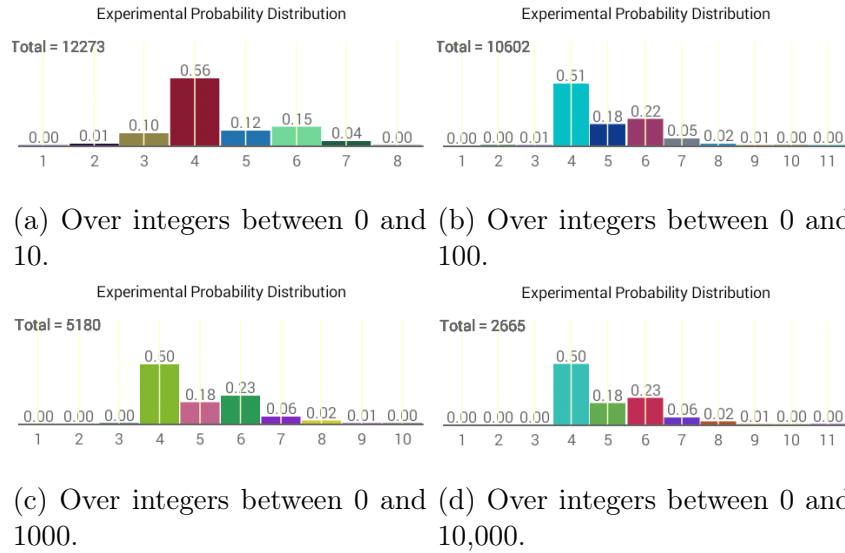 Experimental Probability Distribution
Total = 12273
0.00 0.01 0.10 0.56 0.12 0.15 0.04 0.00
1 2 3 4 5 6 7 8
(a) Over integers between 0 and
10.
Experimental Probability Distribution
Total = 10602
0.00 0.00 0.01 0.51 0.18 0.22 0.05 0.02 0.01 0.00 0.00
1 2 3 4 5 6 7 8 9 10 11
(b) Over integers between 0 and
100.
Experimental Probability Distribution
Total = 5180
0.00 0.00 0.00 0.50 0.18 0.23 0.06 0.02 0.01 0.00
1 2 3 4 5 6 7 8 9 10
(c) Over integers between 0 and
1000.
Experimental Probability Distribution
Total = 2665
0.00 0.00 0.00 0.50 0.18 0.23 0.06 0.02 0.01 0.00 0.00
1 2 3 4 5 6 7 8 9 10 11
(d) Over integers between 0 and
10,000.